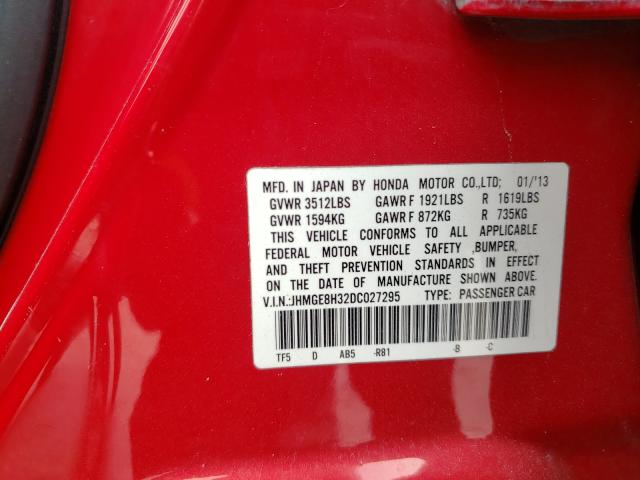 MFD. IN JAPAN BY HONDA MOTOR CO.,LTD; 01/'13
GVWR 3512LBS GAWR F 1921LBS R 1619LBS
GVWR 1594KG GAWR F 872KG R 735KG
THIS VEHICLE CONFORMS TO ALL APPLICABLE
FEDERAL MOTOR VEHICLE SAFETY ,BUMPER,
AND THEFT PREVENTION STANDARDS IN EFFECT
ON THE DATE OF MANUFACTURE SHOWN ABOVE.
V.I.N.:JHMGE8H32DC027295 TYPE: PASSENGER CAR
TF5 D AB5 -R81 -B -C